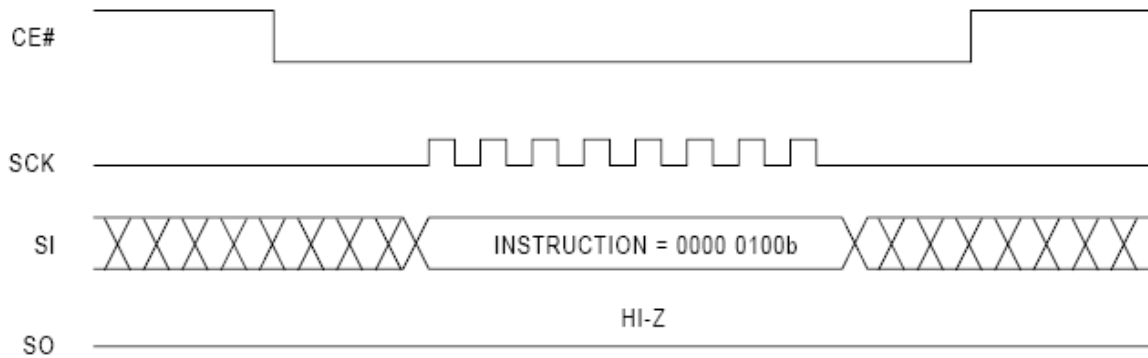 CE#
SCK
SI
INSTRUCTION = 0000 0100b
HI-Z
SO